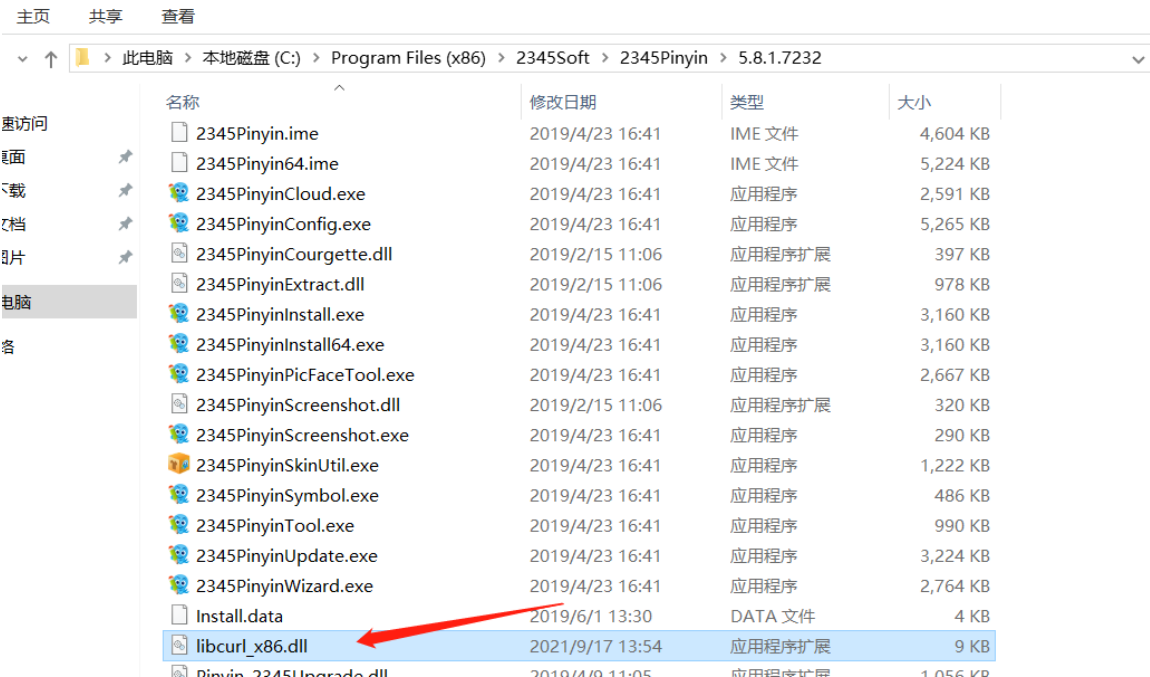 主页 共享 查看
此电脑 > 本地磁盘 (C:) > Program Files (x86) > 2345Soft > 2345Pinyin > 5.8.1.7232
名称 修改日期 类型 大小
速访问
桌面
下载
文档
图片
电脑
络
2345Pinyin.ime 2019/4/23 16:41 IME 文件 4,604 KB
2345Pinyin64.ime 2019/4/23 16:41 IME 文件 5,224 KB
2345PinyinCloud.exe 2019/4/23 16:41 应用程序 2,591 KB
2345PinyinConfig.exe 2019/4/23 16:41 应用程序 5,265 KB
2345PinyinCourgette.dll 2019/2/15 11:06 应用程序扩展 397 KB
2345PinyinExtract.dll 2019/2/15 11:06 应用程序扩展 978 KB
2345PinyinInstall.exe 2019/4/23 16:41 应用程序 3,160 KB
2345PinyinInstall64.exe 2019/4/23 16:41 应用程序 3,160 KB
2345PinyinPicFaceTool.exe 2019/4/23 16:41 应用程序 2,667 KB
2345PinyinScreenshot.dll 2019/2/15 11:06 应用程序扩展 320 KB
2345PinyinScreenshot.exe 2019/4/23 16:41 应用程序 290 KB
2345PinyinSkinUtil.exe 2019/4/23 16:41 应用程序 1,222 KB
2345PinyinSymbol.exe 2019/4/23 16:41 应用程序 486 KB
2345PinyinTool.exe 2019/4/23 16:41 应用程序 990 KB
2345PinyinUpdate.exe 2019/4/23 16:41 应用程序 3,224 KB
2345PinyinWizard.exe 2019/4/23 16:41 应用程序 2,764 KB
Install.data 2019/6/1 13:30 DATA 文件 4 KB
libcurl_x86.dll 2021/9/17 13:54 应用程序扩展 9 KB
Pinyin_2345Upgrade.dll 2019/4/9 11:05 应用程序扩展 1,056 KB